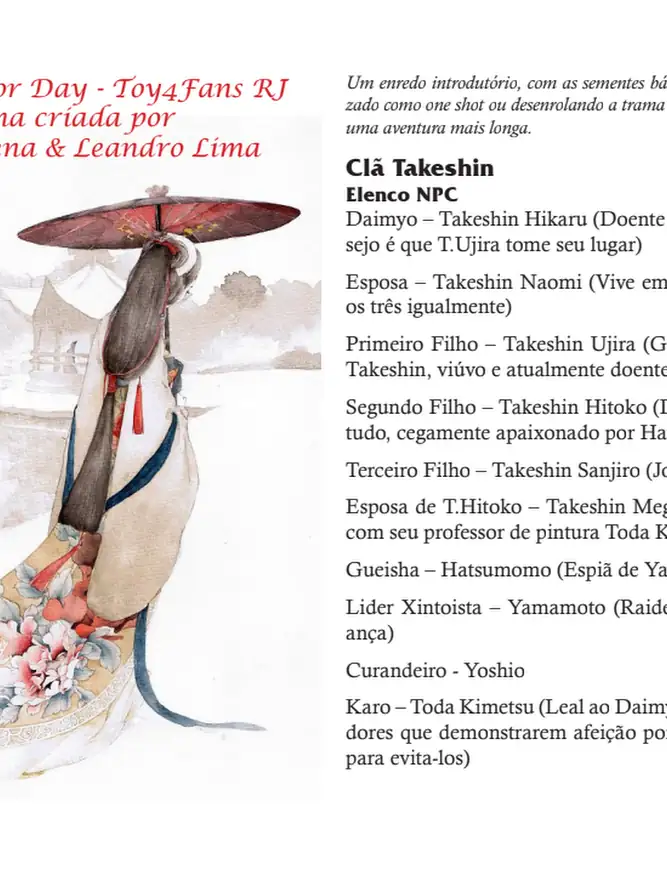 or Day - Toy4Fans RJ
na criada por
nna & Leandro Lima
Um enredo introdutório, com as sementes bá
zado como one shot ou desenrolando a trama
uma aventura mais longa.
Clã Takeshin
Elenco NPC
Daimyo – Takeshin Hikaru (Doente
sejo é que T.Ujira tome seu lugar)
Esposa – Takeshin Naomi (Vive em
os três igualmente)
Primeiro Filho – Takeshin Ujira (G
Takeshin, viúvo e atualmente doente
Segundo Filho – Takeshin Hitoko (D
tudo, cegamente apaixonado por Ha
Terceiro Filho – Takeshin Sanjiro (Jo
Esposa de T.Hitoko – Takeshin Meg
com seu professor de pintura Toda K
Gueisha – Hatsumomo (Espiã de Ya
Lider Xintoista – Yamamoto (Raide
ança)
Curandeiro - Yoshio
Karo – Toda Kimetsu (Leal ao Daimy
dores que demonstrarem afeição por
para evita-los)